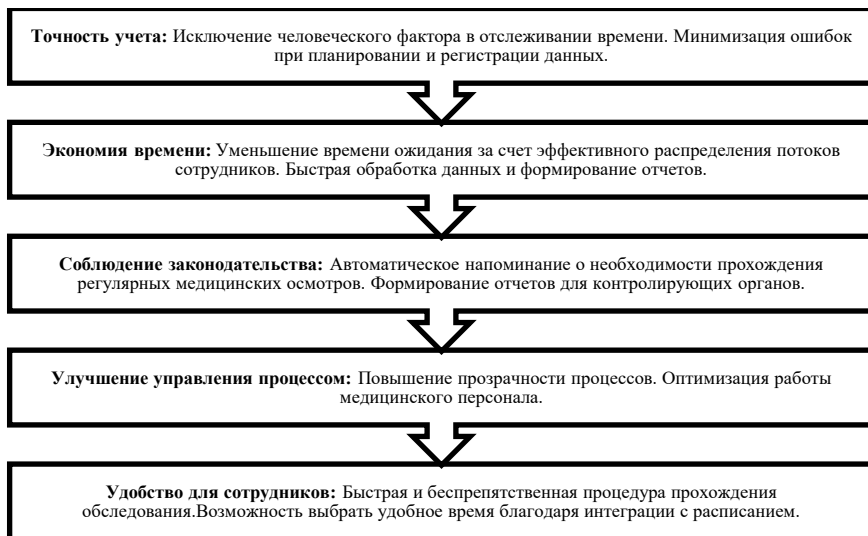 Точность учета: Исключение человеческого фактора в отслеживании времени. Минимизация ошибок
при планировании и регистрации данных.
Экономия времени: Уменьшение времени ожидания за счет эффективного распределения потоков
сотрудников. Быстрая обработка данных и формирование отчетов.
Соблюдение законодательства: Автоматическое напоминание о необходимости прохождения
регулярных медицинских осмотров. Формирование отчетов для контролирующих органов.
Улучшение управления процессом: Повышение прозрачности процессов. Оптимизация работы
медицинского персонала.
Удобство для сотрудников: Быстрая и беспрепятственная процедура прохождения
обследования.Возможность выбрать удобное время благодаря интеграции с расписанием.